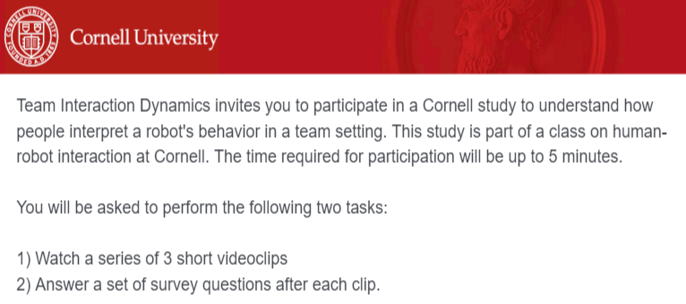 Cornell University
Team Interaction Dynamics invites you to participate in a Cornell study to understand how
people interpret a robot's behavior in a team setting. This study is part of a class on human-
robot interaction at Cornell. The time required for participation will be up to 5 minutes.
You will be asked to perform the following two tasks:
1) Watch a series of 3 short videoclips
2) Answer a set of survey questions after each clip.